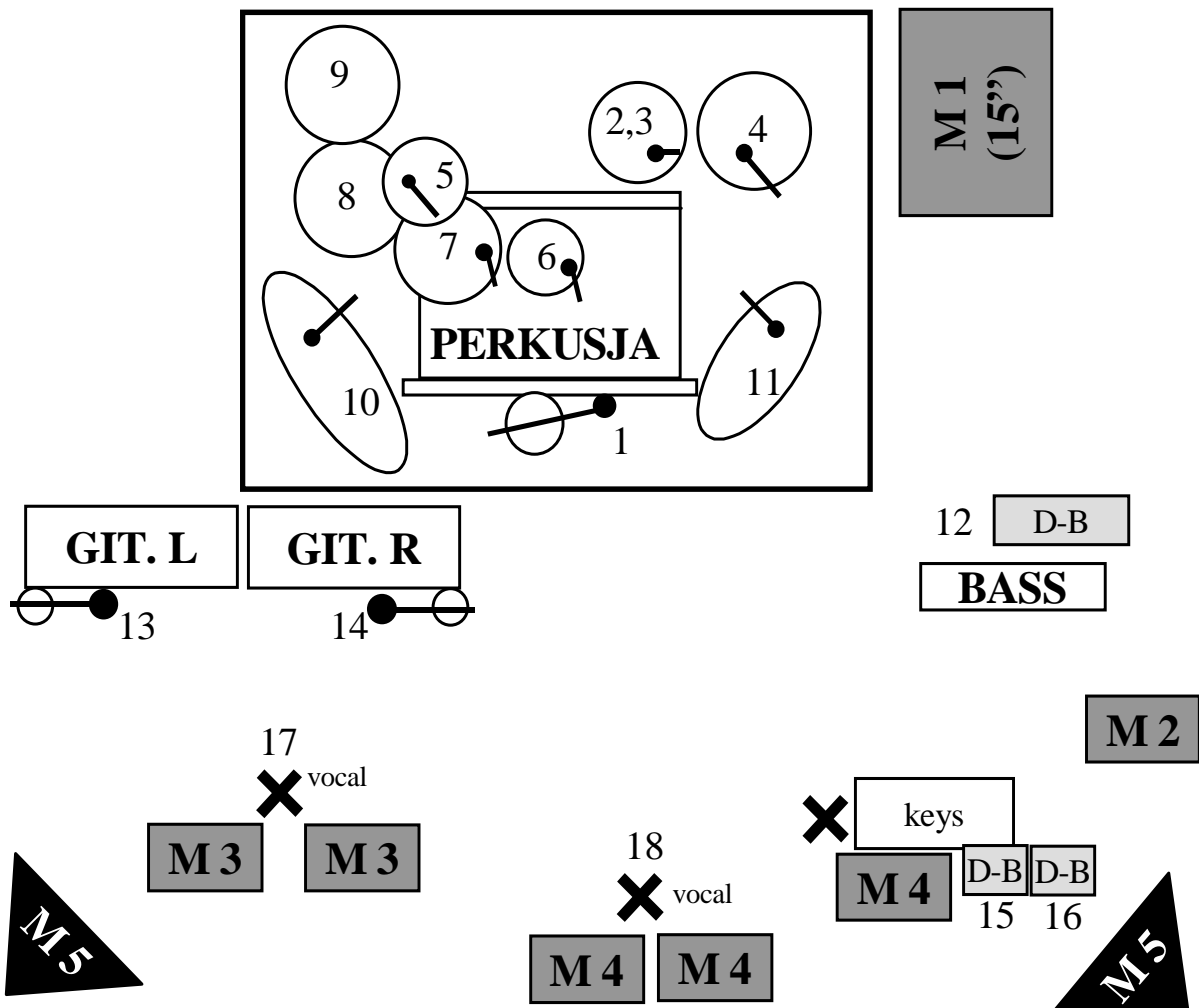 9
2,3
4
M 1
(15”)
5
8
7
6
PERKUSJA
10
11
1
GIT. L
GIT. R
12
D-B
BASS
13
14
M 2
17
vocal
keys
M 3
M 3
18
vocal
M 4
D-B
D-B
15
16
M 5
M 4
M 4
M 5